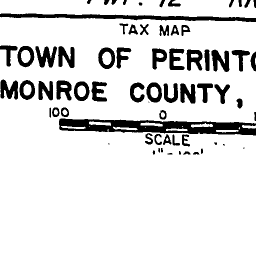 TAX MAP
TOWN OF PERINTO
MONROE COUNTY,
100 0
SCALE